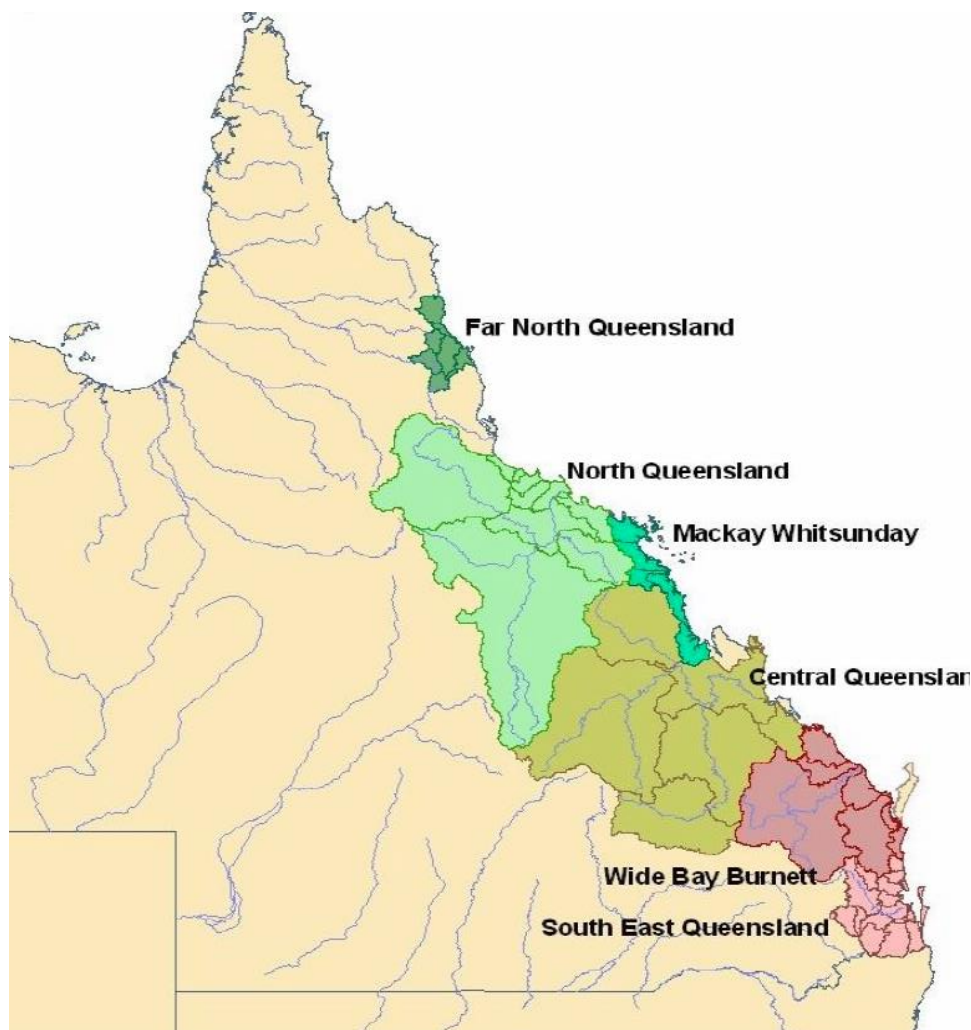 Far North Queensland
North Queensland
Mackay Whitsunday
Central Queenslan
Wide Bay Burnett
South East Queensland